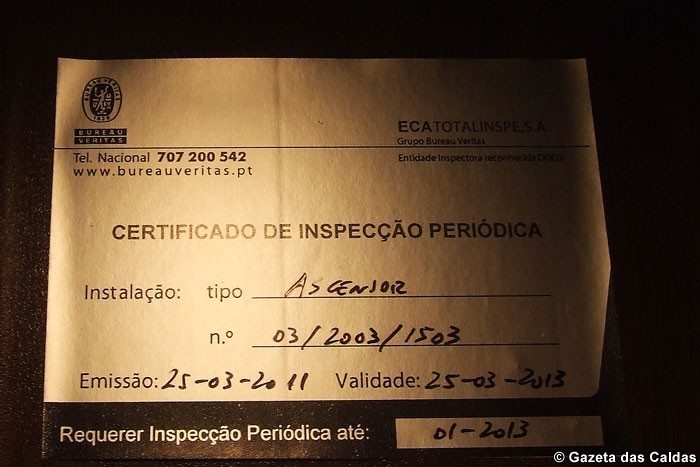 BUREAU VERITAS
1828
BUREAU
VERITAS
ECATOTALINSPE,S.A.
Grupo Bureau Veritas
Tel. Nacional 707 200 542
Entidade Inspectora reconhecida DGEG
www.bureauveritas.pt
CERTIFICADO DE INSPECÇÃO PERIÓDICA
Instalação: tipo ASCENSOR
n.º 03/2003/1503
Emissão: 25-03-2011 Validade: 25-03-2013
Requerer Inspecção Periódica até: 01-2013
© Gazeta das Caldas